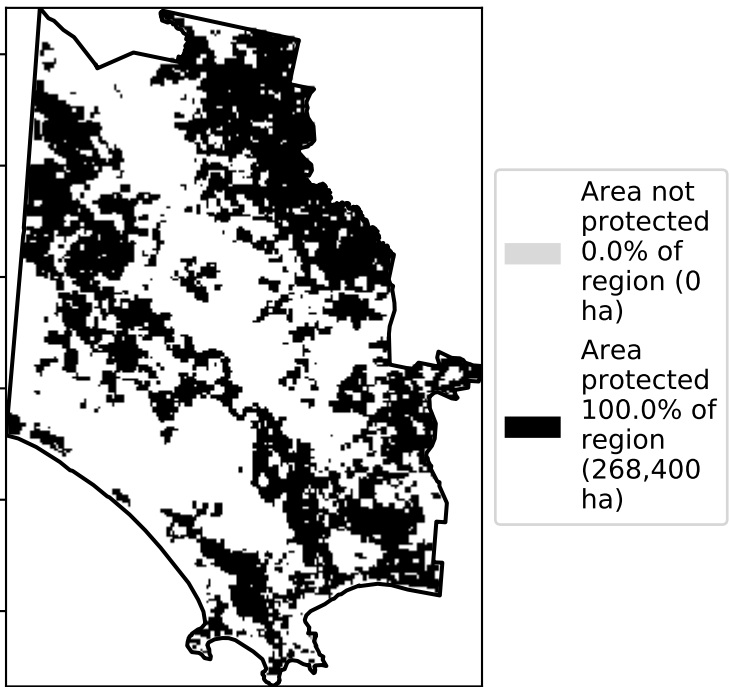 Area not
protected
0.0% of
region (0
ha)
Area
protected
100.0% of
region
(268,400
ha)